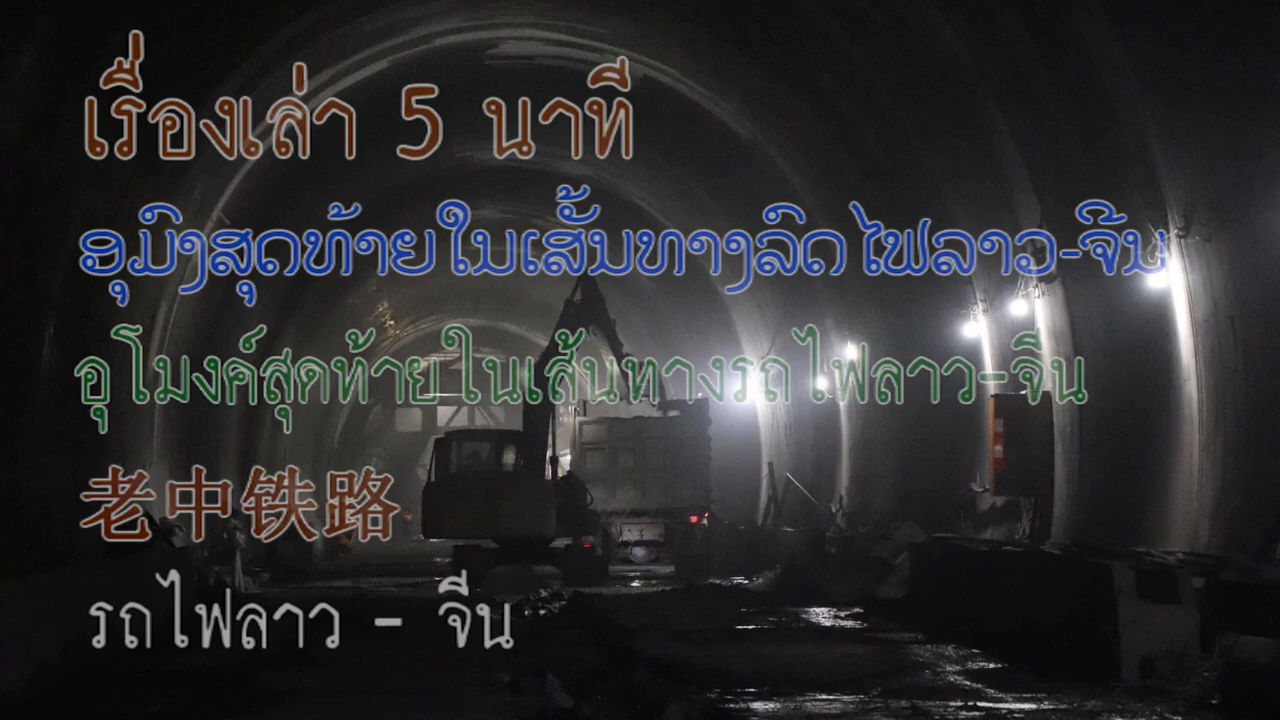 เรื่องเล่า 5 นาที
ອຸມົງສຸດທ້າຍໃນເສັ້ນທາງລົດໄຟລາວ-ຈີນ
อุโมงค์สุดท้ายในเส้นทางรถไฟลาว-จีน
老中铁路
รถไฟลาว - จีน